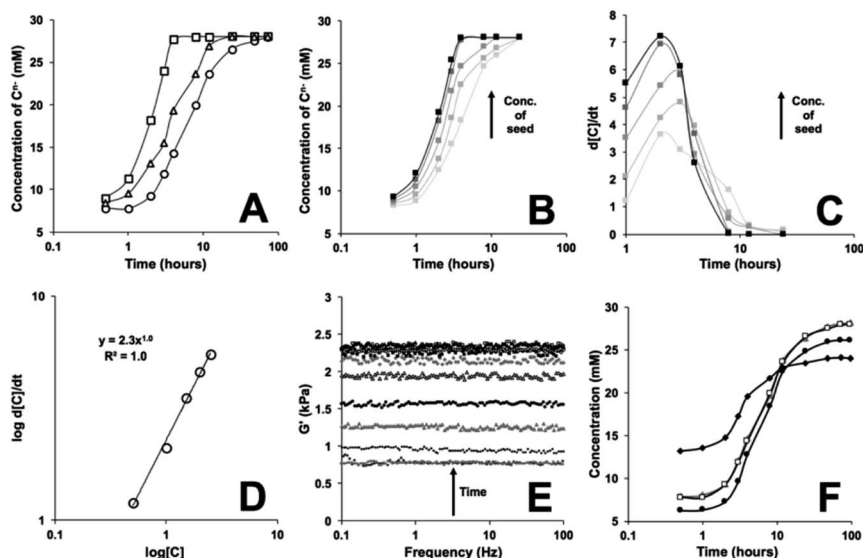 30
25
20
15
10
5
0.1 1 10 100
Time (hours)
Concentration of Cⁿ⁻ (mM)
A
30
25
20
15
10
5
0.1 1 10 100
Time (hours)
Concentration of Cⁿ⁻ (mM)
Conc.
of
seed
B
8
7
6
5
4
3
2
1
0
1 10 100
Time (hours)
d[C]/dt
Conc.
of
seed
C
10
1
0.1 1 10
log[C]
log d[C]/dt
y = 2.3x¹·⁰
R² = 1.0
D
3
2.5
2
1.5
1
0.5
0
0.1 1 10 100
Frequency (Hz)
G' (kPa)
Time
E
30
25
20
15
10
5
0
0.1 1 10 100
Time (hours)
Concentration (mM)
F